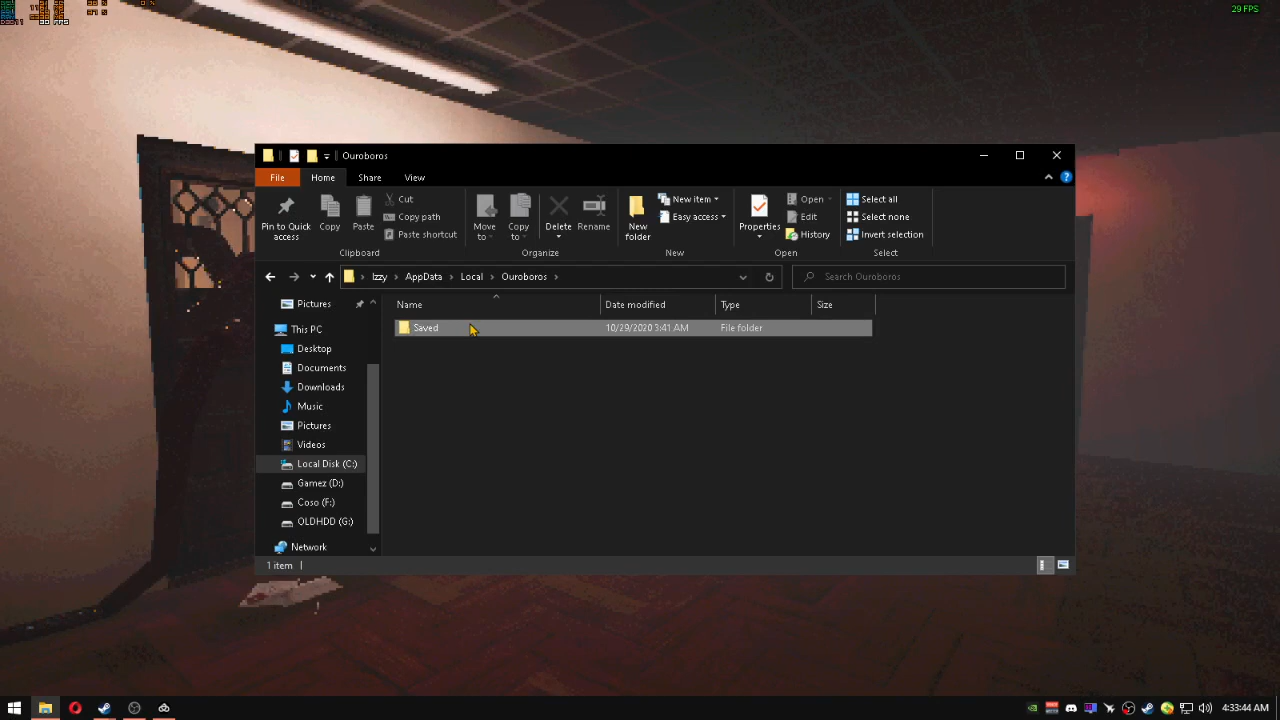 29 FPS
Ouroboros
File Home Share View
Pin to Quick access
Copy
Paste
Cut
Copy path
Paste shortcut
Clipboard
Move to
Copy to
Delete
Rename
Organize
New folder
New item
Easy access
New
Properties
Open
Edit
History
Open
Select all
Select none
Invert selection
Select
Izzy > AppData > Local > Ouroboros >
Search Ouroboros
Name Date modified Type Size
Saved 10/29/2020 3:41 AM File folder
Pictures
This PC
Desktop
Documents
Downloads
Music
Pictures
Videos
Local Disk (C:)
Gamez (D:)
Coso (F:)
OLDHDD (G:)
Network
1 item
4:33:44 AM